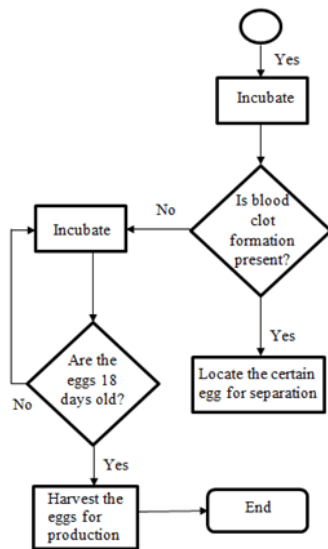 Yes
Incubate
Is blood
clot
formation
present?
No
Incubate
Yes
Locate the certain
egg for separation
Are the
eggs 18
days old?
No
Yes
Harvest the
eggs for
production
End